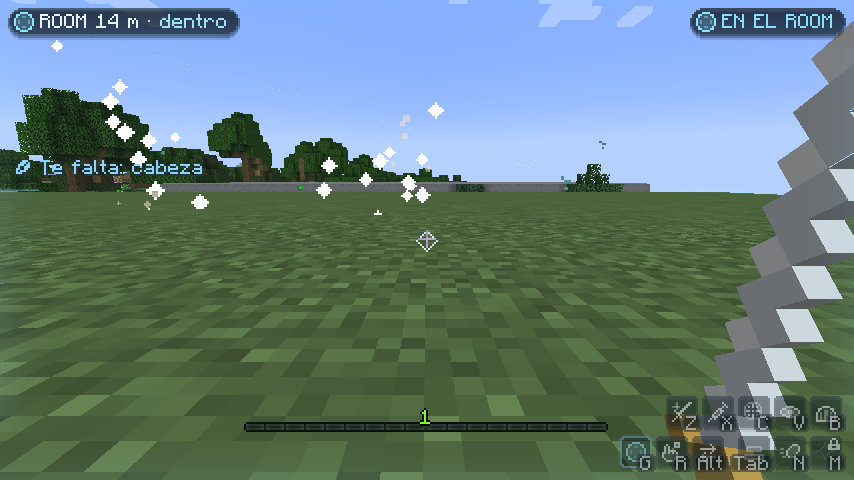 ROOM 14 m · dentro
EN EL ROOM
Te falta: cabeza
1
Z X C V B
G R Alt Tab N M